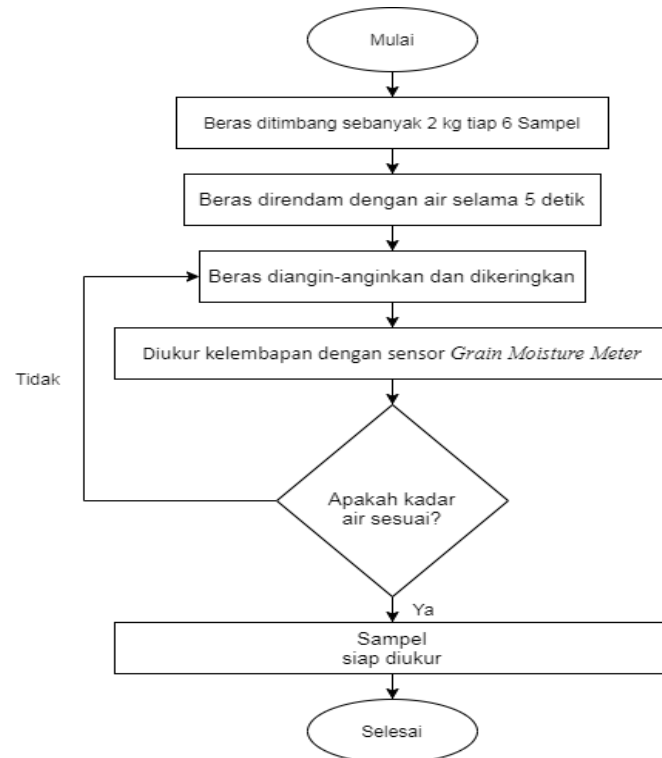 Mulai
Beras ditimbang sebanyak 2 kg tiap 6 Sampel
Beras direndam dengan air selama 5 detik
Beras diangin-anginkan dan dikeringkan
Diukur kelembapan dengan sensor Grain Moisture Meter
Tidak
Apakah kadar
air sesuai?
Ya
Sampel
siap diukur
Selesai